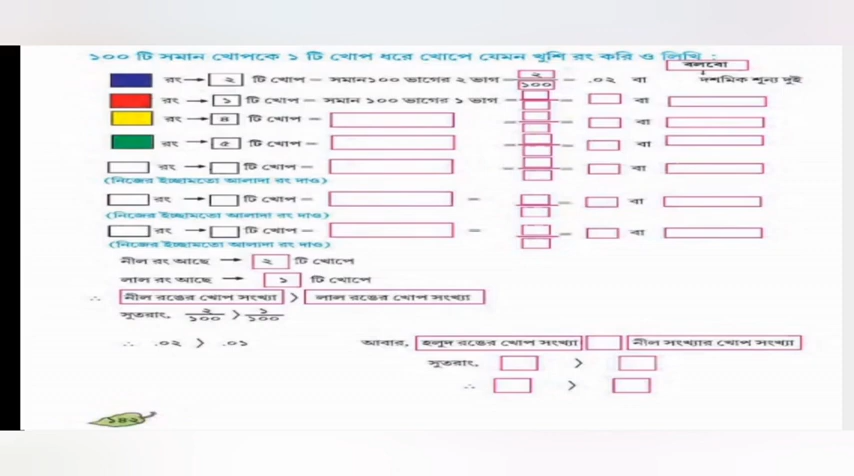 ১০০ টি সমান খোপকে ১ টি খোপ ধরে খোপে যেমন খুশি রং করি ও লিখি :
বলবো
রং → ২ টি খোপ = সমান ১০০ ভাগের ২ ভাগ = ২/১০০ = .০২ বা দশমিক শূন্য দুই
রং → ১ টি খোপ = সমান ১০০ ভাগের ১ ভাগ = = বা
রং → ৪ টি খোপ = = = বা
রং → ৫ টি খোপ = = = বা
রং → টি খোপ = = = বা
(নিজের ইচ্ছামতো আলাদা রং দাও)
রং → টি খোপ = = = বা
(নিজের ইচ্ছামতো আলাদা রং দাও)
রং → টি খোপ = = = বা
(নিজের ইচ্ছামতো আলাদা রং দাও)
নীল রং আছে → ২ টি খোপে
লাল রং আছে → ১ টি খোপে
∴ নীল রঙের খোপ সংখ্যা > লাল রঙের খোপ সংখ্যা
সুতরাং, ২/১০০ > ১/১০০
∴ .০২ > .০১
আবার, হলুদ রঙের খোপ সংখ্যা নীল সংখ্যার খোপ সংখ্যা
সুতরাং, >
∴ >
১৪২